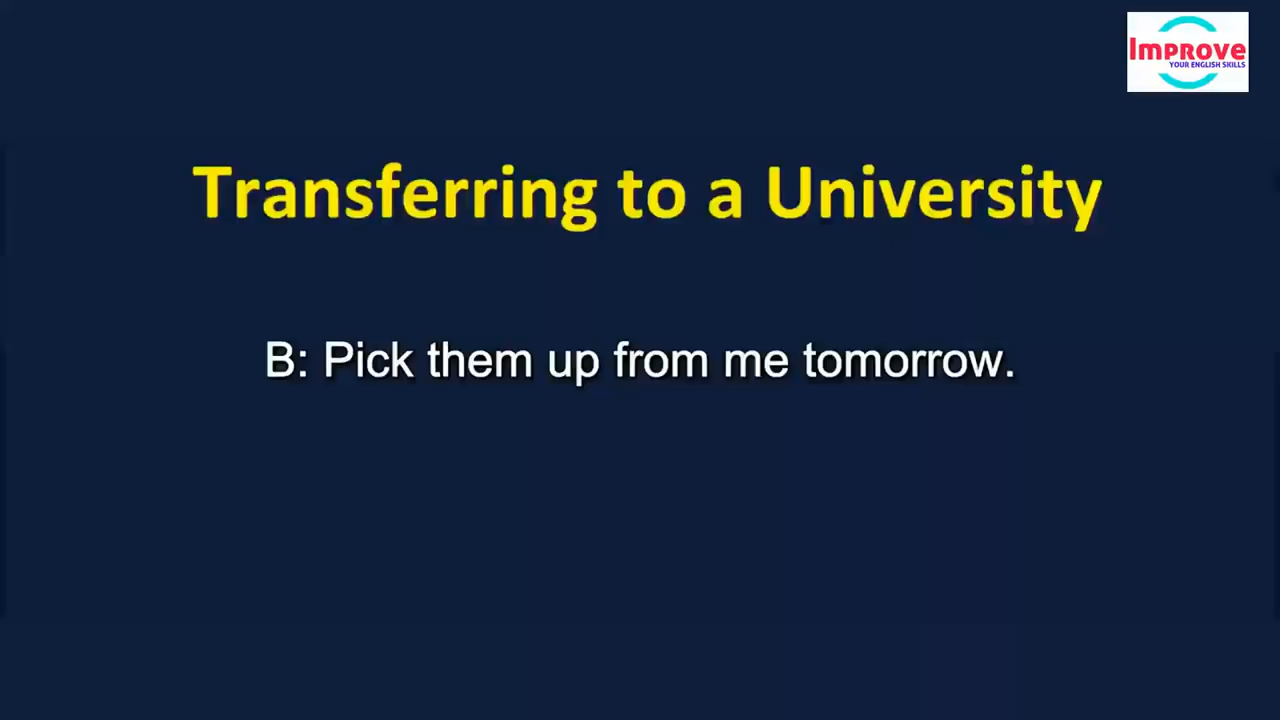 Improve
YOUR ENGLISH SKILLS
Transferring to a University
B: Pick them up from me tomorrow.